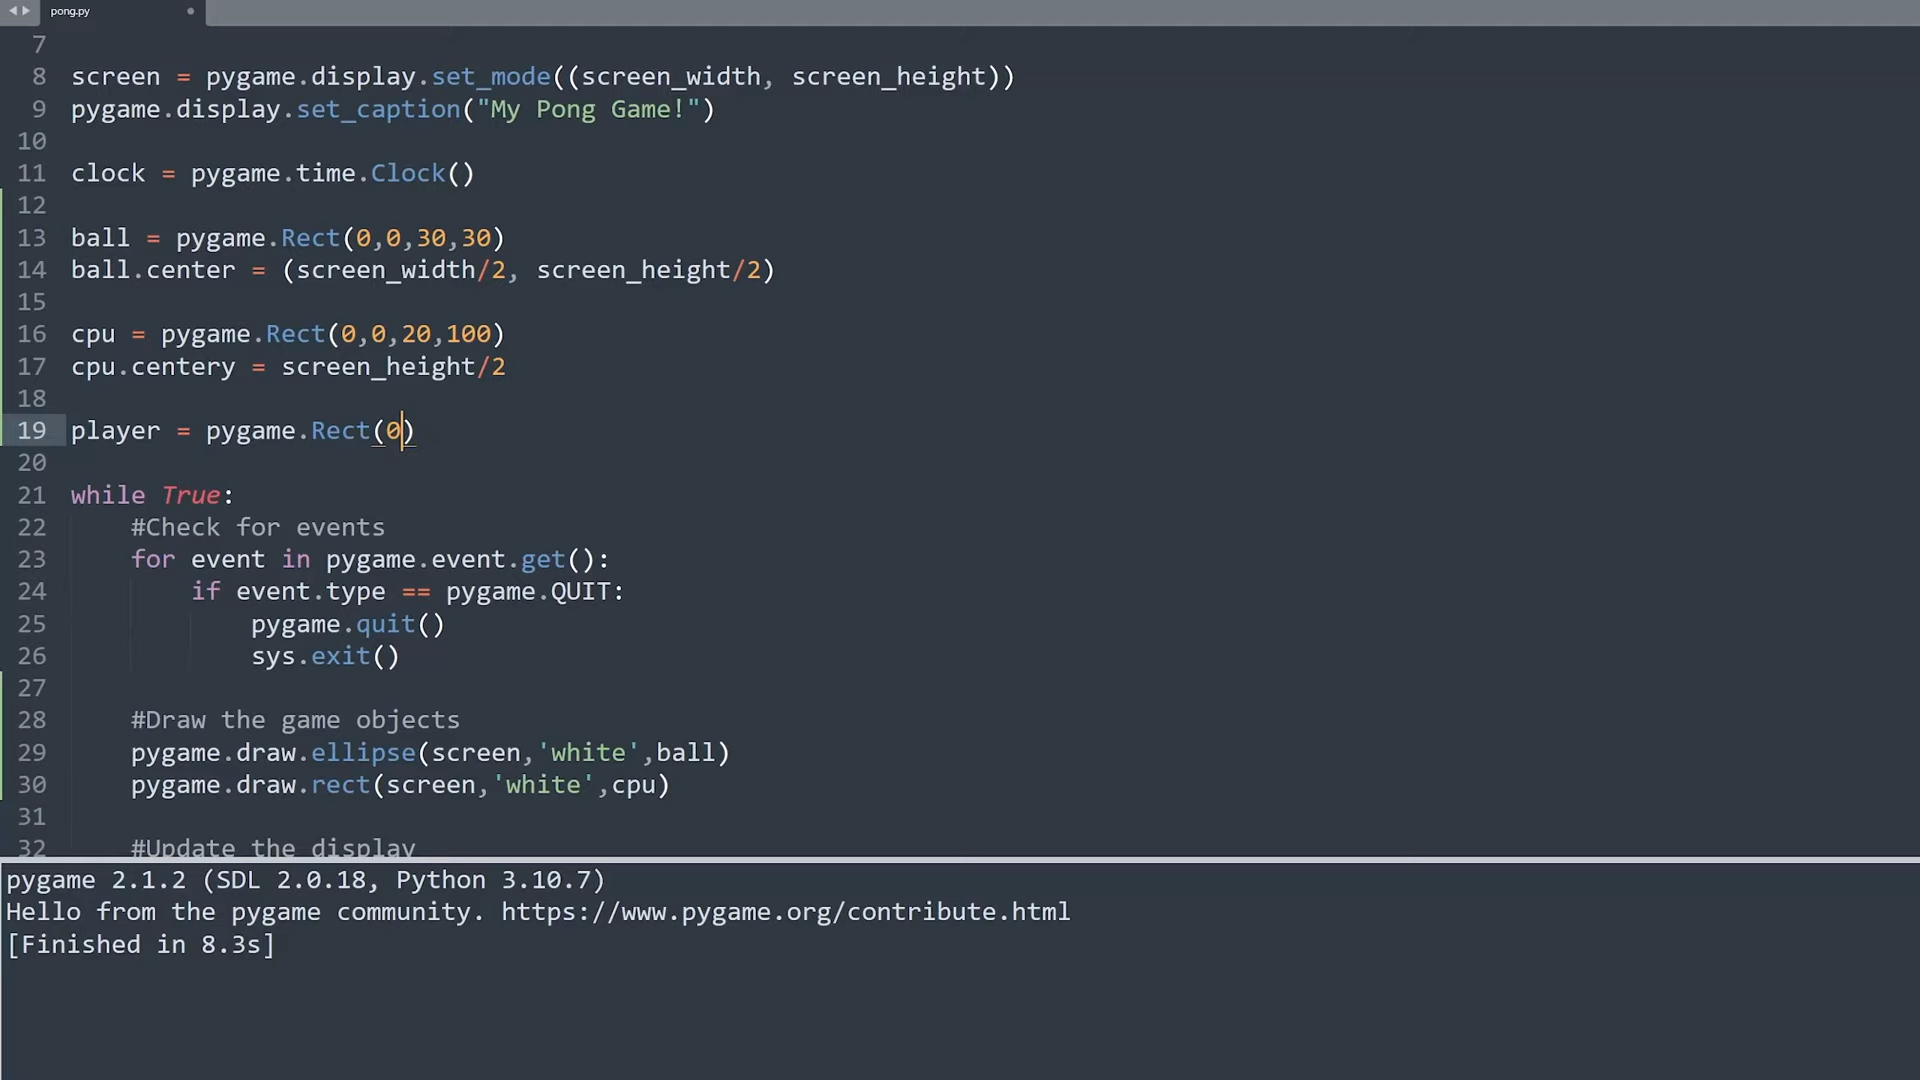 pong.py
7
8 screen = pygame.display.set_mode((screen_width, screen_height))
9 pygame.display.set_caption("My Pong Game!")
10
11 clock = pygame.time.Clock()
12
13 ball = pygame.Rect(0,0,30,30)
14 ball.center = (screen_width/2, screen_height/2)
15
16 cpu = pygame.Rect(0,0,20,100)
17 cpu.centery = screen_height/2
18
19 player = pygame.Rect(0)
20
21 while True:
22     #Check for events
23     for event in pygame.event.get():
24         if event.type == pygame.QUIT:
25             pygame.quit()
26             sys.exit()
27
28     #Draw the game objects
29     pygame.draw.ellipse(screen,'white',ball)
30     pygame.draw.rect(screen,'white',cpu)
31
32     #Update the display
pygame 2.1.2 (SDL 2.0.18, Python 3.10.7)
Hello from the pygame community. https://www.pygame.org/contribute.html
[Finished in 8.3s]